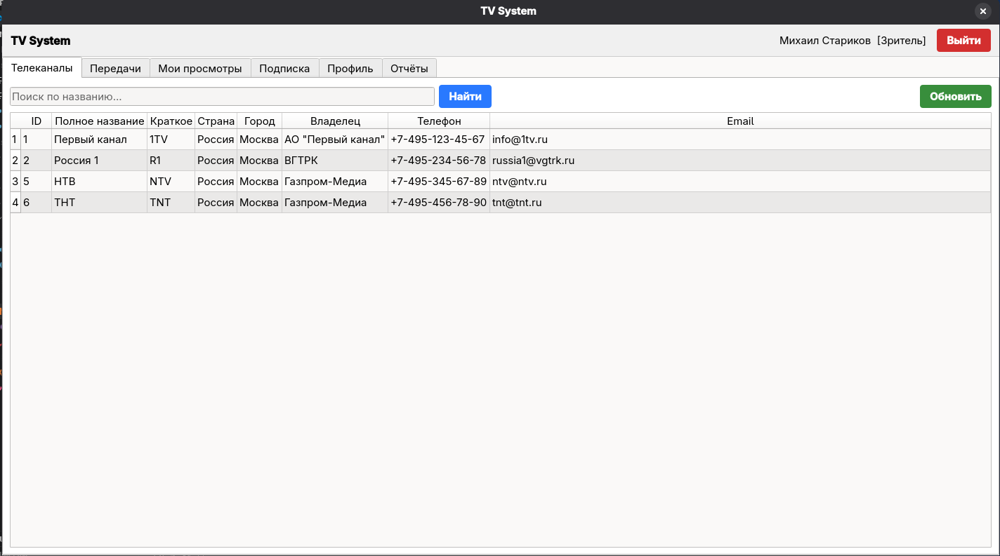 TV System
TV System Михаил Стариков [Зритель] Выйти
Телеканалы Передачи Мои просмотры Подписка Профиль Отчёты
Поиск по названию... Найти Обновить
ID Полное название Краткое Страна Город Владелец Телефон Email
1 1 Первый канал 1TV Россия Москва АО "Первый канал" +7-495-123-45-67 info@1tv.ru
2 2 Россия 1 R1 Россия Москва ВГТРК +7-495-234-56-78 russia1@vgtrk.ru
3 5 НТВ NTV Россия Москва Газпром-Медиа +7-495-345-67-89 ntv@ntv.ru
4 6 ТНТ TNT Россия Москва Газпром-Медиа +7-495-456-78-90 tnt@tnt.ru